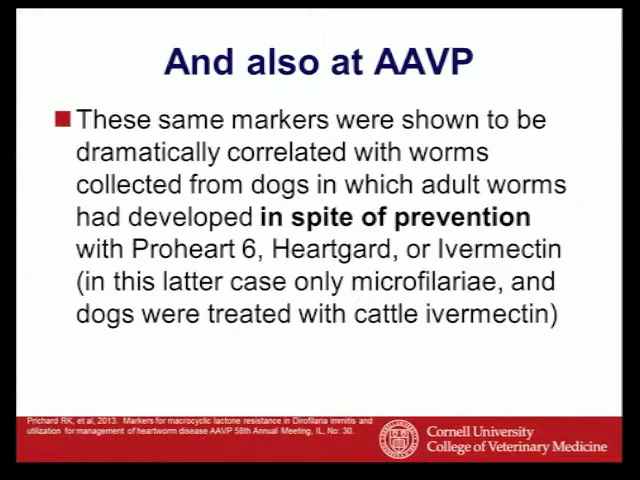 And also at AAVP
These same markers were shown to be
dramatically correlated with worms
collected from dogs in which adult worms
had developed in spite of prevention
with Proheart 6, Heartgard, or Ivermectin
(in this latter case only microfilariae, and
dogs were treated with cattle ivermectin)
Prichard RK, et al, 2013. Markers for macrocyclic lactone resistance in Dirofilaria immitis and
utilization for management of heartworm disease AAVP 58th Annual Meeting, IL, No: 30.
Cornell University
College of Veterinary Medicine